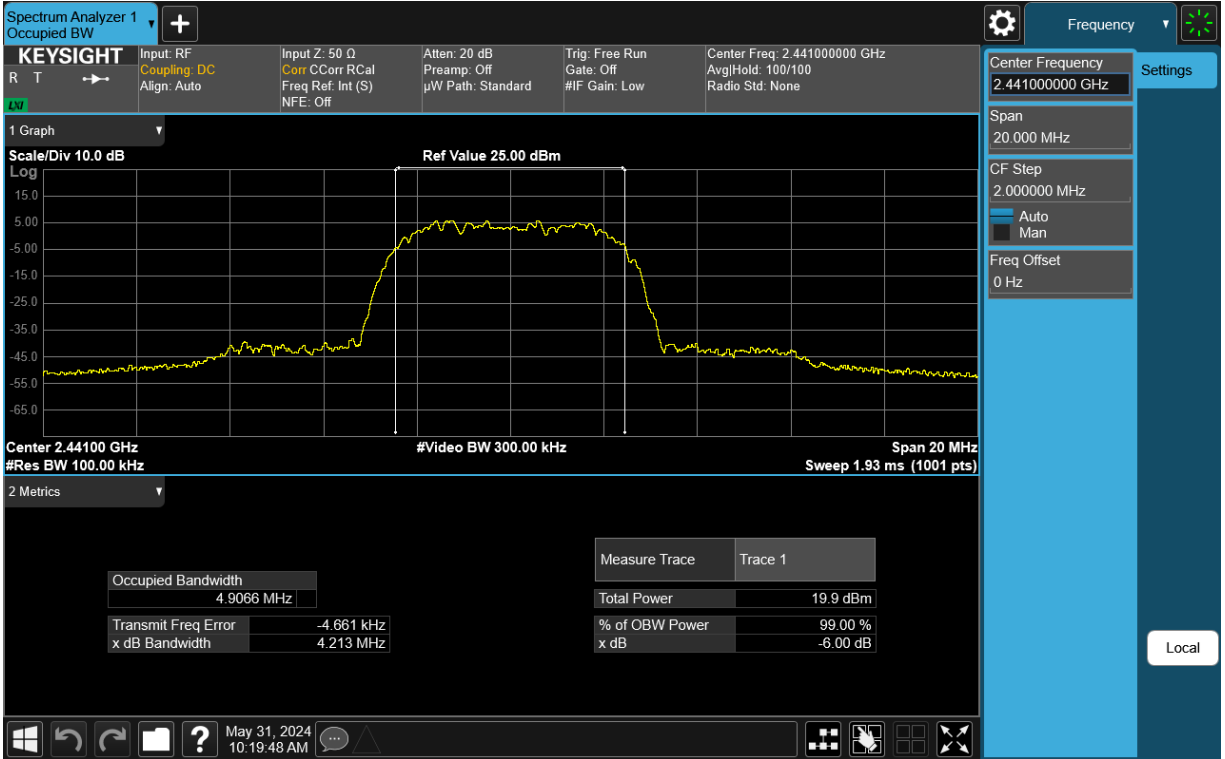 Spectrum Analyzer 1
Occupied BW
Frequency
KEYSIGHT
R T
LXI
Input: RF
Coupling: DC
Align: Auto
Input Z: 50 Ω
Corr CCorr RCal
Freq Ref: Int (S)
NFE: Off
Atten: 20 dB
Preamp: Off
µW Path: Standard
Trig: Free Run
Gate: Off
#IF Gain: Low
Center Freq: 2.441000000 GHz
Avg|Hold: 100/100
Radio Std: None
Center Frequency
2.441000000 GHz
Settings
Span
20.000 MHz
CF Step
2.000000 MHz
Auto
Man
Freq Offset
0 Hz
1 Graph
Scale/Div 10.0 dB
Ref Value 25.00 dBm
Log
15.0
5.00
-5.00
-15.0
-25.0
-35.0
-45.0
-55.0
-65.0
Center 2.44100 GHz
#Video BW 300.00 kHz
Span 20 MHz
#Res BW 100.00 kHz
Sweep 1.93 ms (1001 pts)
2 Metrics
Measure Trace Trace 1
Occupied Bandwidth
4.9066 MHz
Total Power 19.9 dBm
Transmit Freq Error -4.661 kHz
% of OBW Power 99.00 %
x dB Bandwidth 4.213 MHz
x dB -6.00 dB
Local
?
May 31, 2024
10:19:48 AM